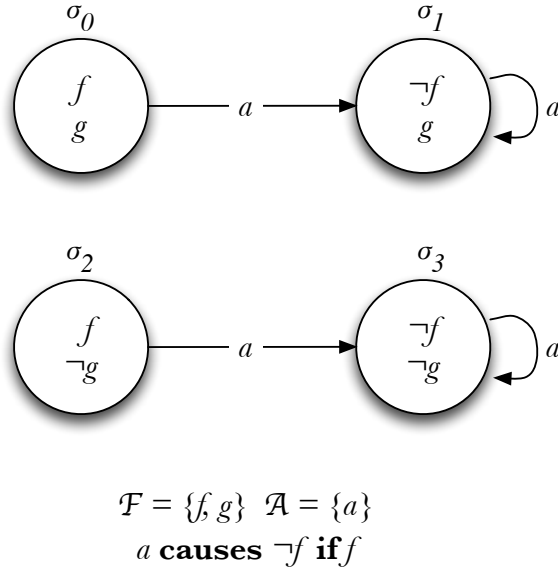 σ0 σ1
f ¬f
a a
g g
σ2 σ3
f ¬f
a a
¬g ¬g
ℱ = {f, g} 𝒜 = {a}
a causes ¬f if f